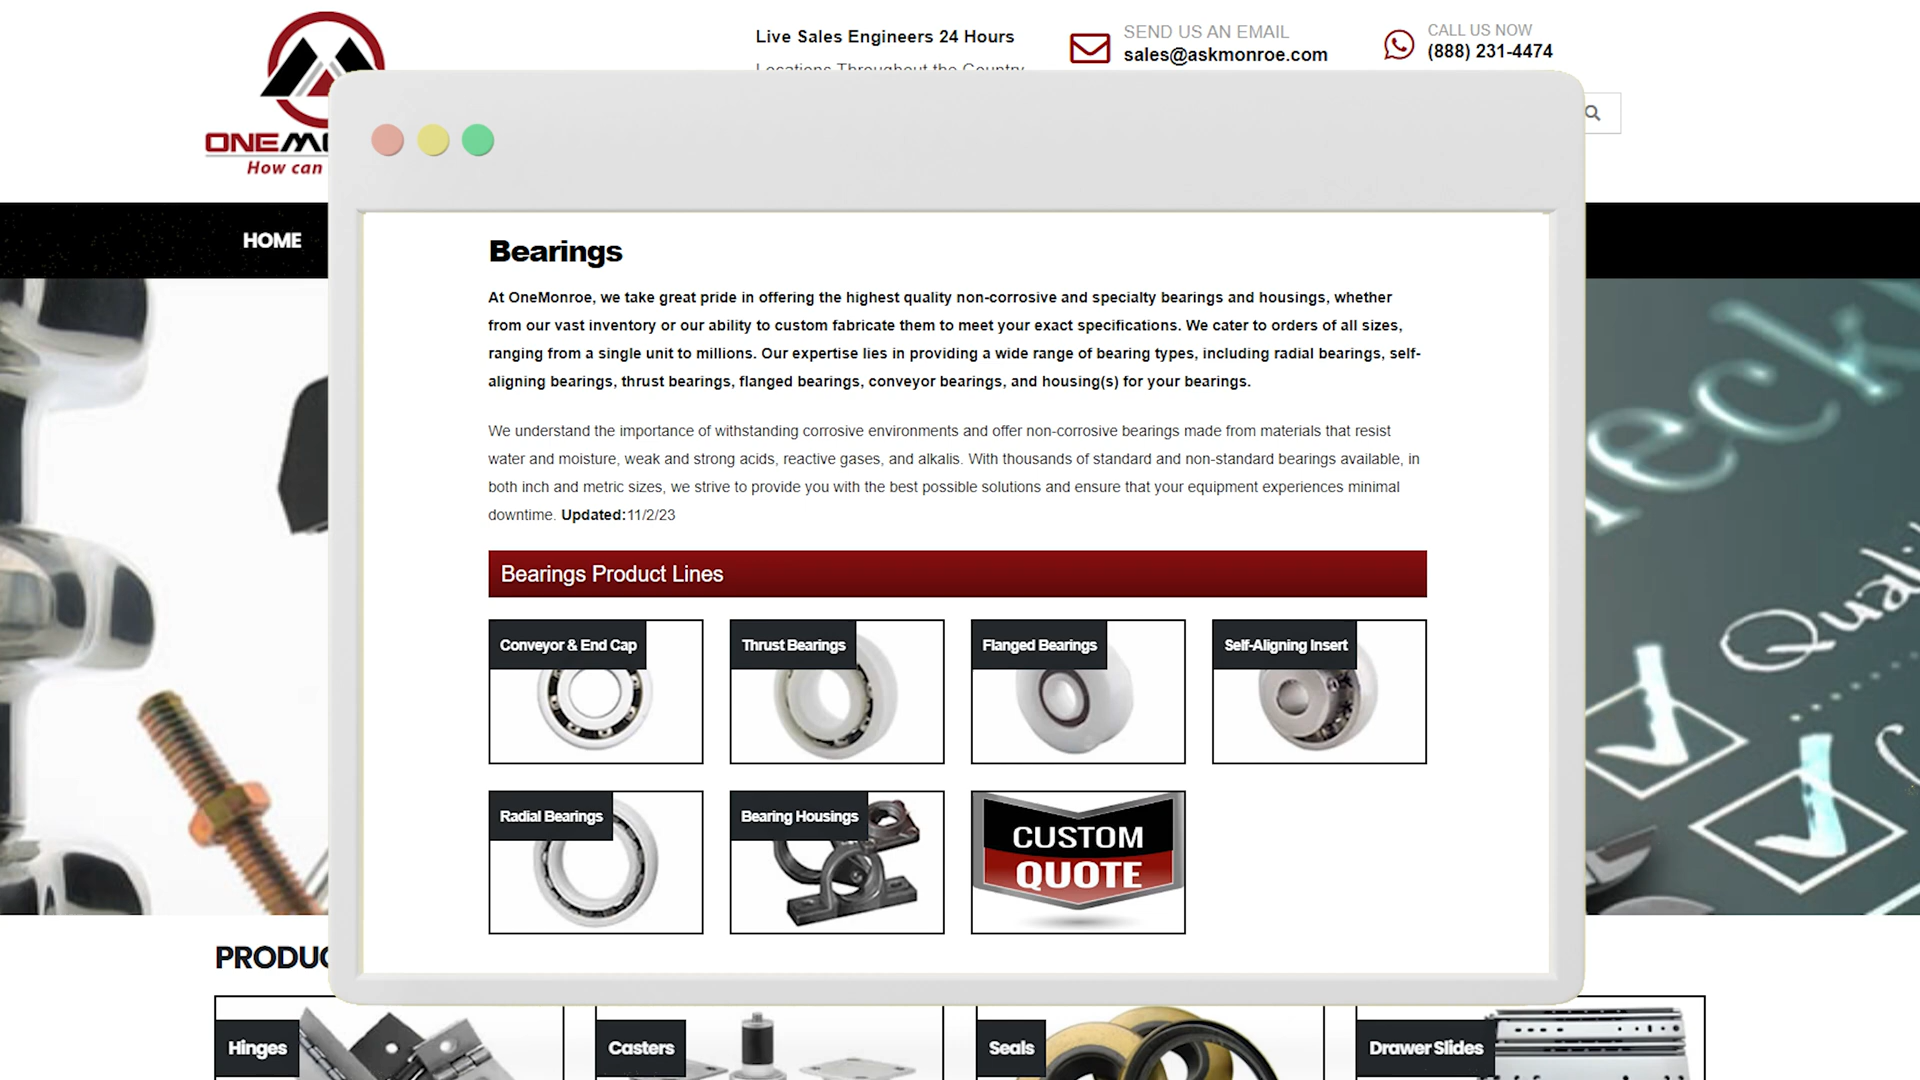 Live Sales Engineers 24 Hours
Locations Throughout the Country
SEND US AN EMAIL
sales@askmonroe.com
CALL US NOW
(888) 231-4474
How can
HOME
Bearings
At OneMonroe, we take great pride in offering the highest quality non-corrosive and specialty bearings and housings, whether
from our vast inventory or our ability to custom fabricate them to meet your exact specifications. We cater to orders of all sizes,
ranging from a single unit to millions. Our expertise lies in providing a wide range of bearing types, including radial bearings, self-
aligning bearings, thrust bearings, flanged bearings, conveyor bearings, and housing(s) for your bearings.
We understand the importance of withstanding corrosive environments and offer non-corrosive bearings made from materials that resist
water and moisture, weak and strong acids, reactive gases, and alkalis. With thousands of standard and non-standard bearings available, in
both inch and metric sizes, we strive to provide you with the best possible solutions and ensure that your equipment experiences minimal
downtime. Updated:11/2/23
Bearings Product Lines
Conveyor & End Cap
Thrust Bearings
Flanged Bearings
Self-Aligning Insert
Radial Bearings
Bearing Housings
CUSTOM
QUOTE
Hinges
Casters
Seals
Drawer Slides